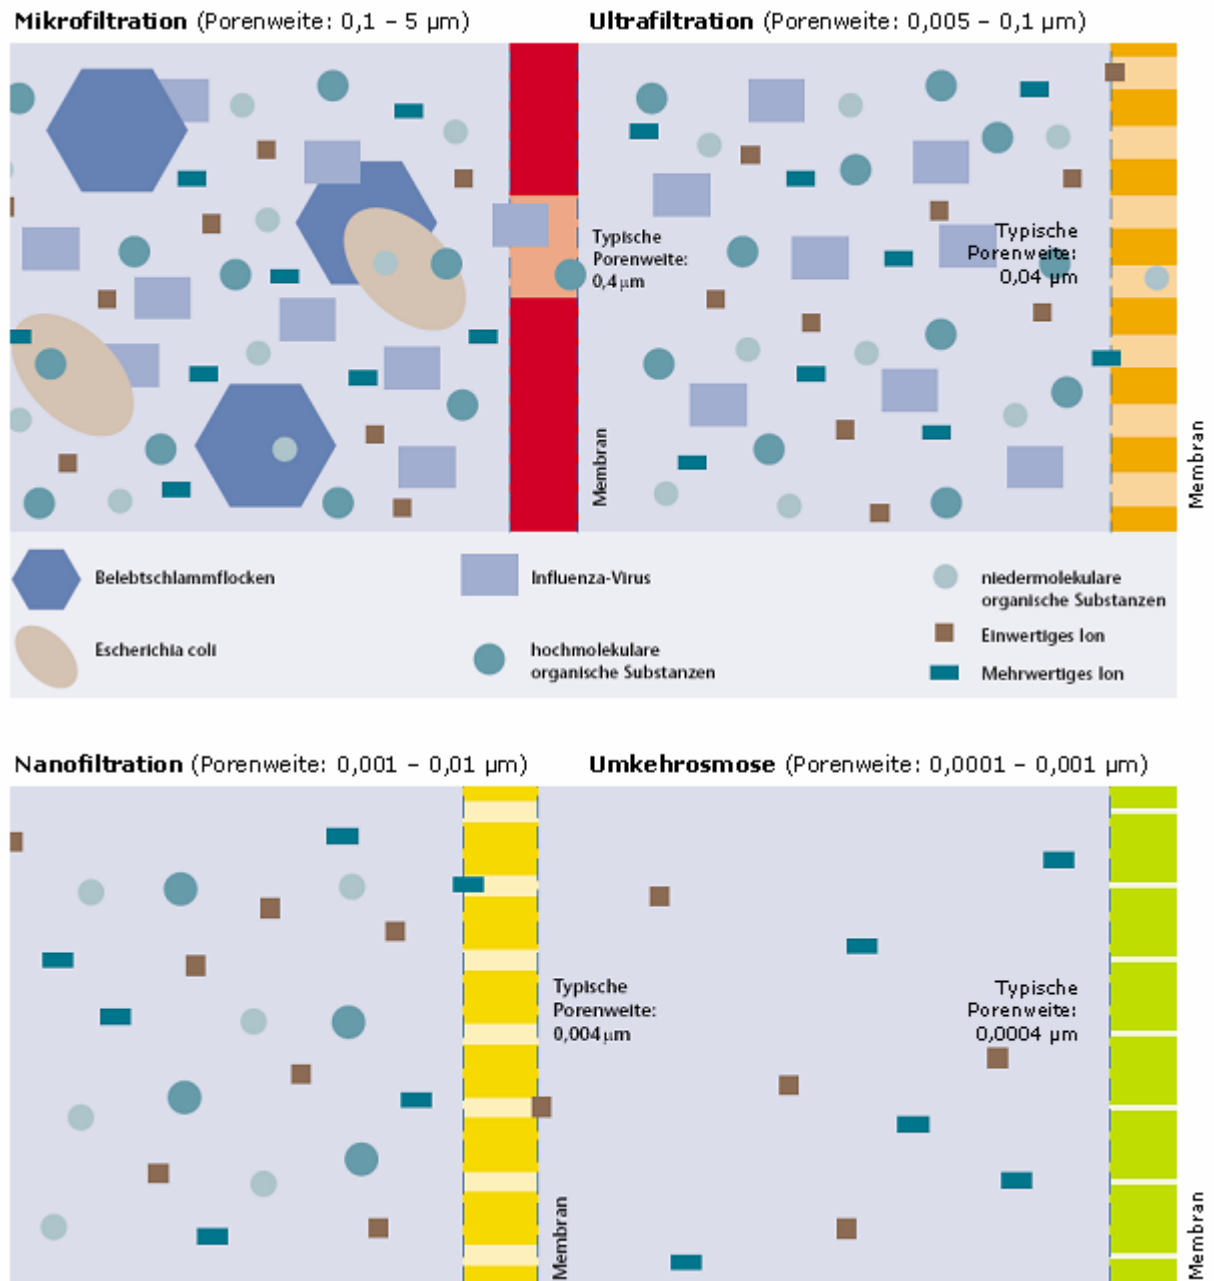 Mikrofiltration (Porenweite: 0,1 – 5 µm)
Ultrafiltration (Porenweite: 0,005 – 0,1 µm)
Typische
Porenweite:
0,4 µm
Membran
Typische
Porenweite:
0,04 µm
Membran
Belebtschlammflocken
Escherichia coli
Influenza-Virus
hochmolekulare
organische Substanzen
niedermolekulare
organische Substanzen
Einwertiges Ion
Mehrwertiges Ion
Nanofiltration (Porenweite: 0,001 – 0,01 µm)
Umkehrosmose (Porenweite: 0,0001 – 0,001 µm)
Typische
Porenweite:
0,004 µm
Membran
Typische
Porenweite:
0,0004 µm
Membran